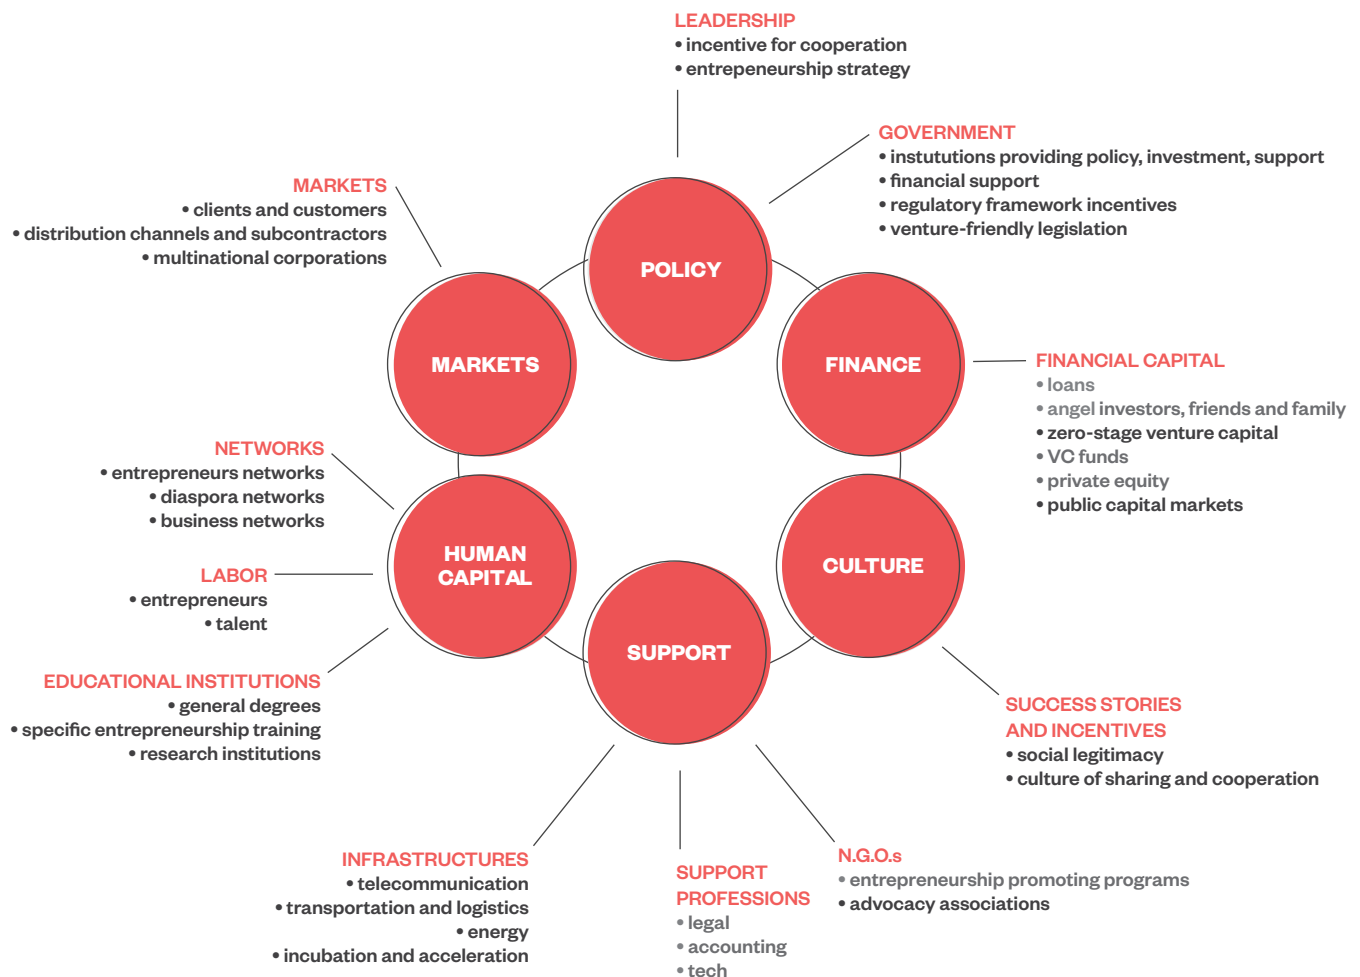 LEADERSHIP
• incentive for cooperation
• entrepeneurship strategy
GOVERNMENT
• instututions providing policy, investment, support
• financial support
• regulatory framework incentives
• venture-friendly legislation
MARKETS
• clients and customers
• distribution channels and subcontractors
• multinational corporations
POLICY
MARKETS
FINANCE
FINANCIAL CAPITAL
• loans
• angel investors, friends and family
• zero-stage venture capital
• VC funds
• private equity
• public capital markets
NETWORKS
• entrepreneurs networks
• diaspora networks
• business networks
HUMAN
CAPITAL
CULTURE
LABOR
• entrepreneurs
• talent
SUPPORT
EDUCATIONAL INSTITUTIONS
• general degrees
• specific entrepreneurship training
• research institutions
SUCCESS STORIES
AND INCENTIVES
• social legitimacy
• culture of sharing and cooperation
INFRASTRUCTURES
• telecommunication
• transportation and logistics
• energy
• incubation and acceleration
SUPPORT
PROFESSIONS
• legal
• accounting
• tech
N.G.O.s
• entrepreneurship promoting programs
• advocacy associations